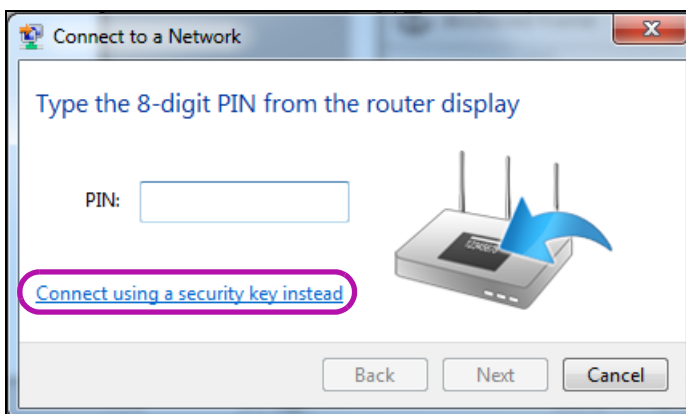 Connect to a Network
Type the 8-digit PIN from the router display
PIN:
12345670
Connect using a security key instead
Back Next Cancel